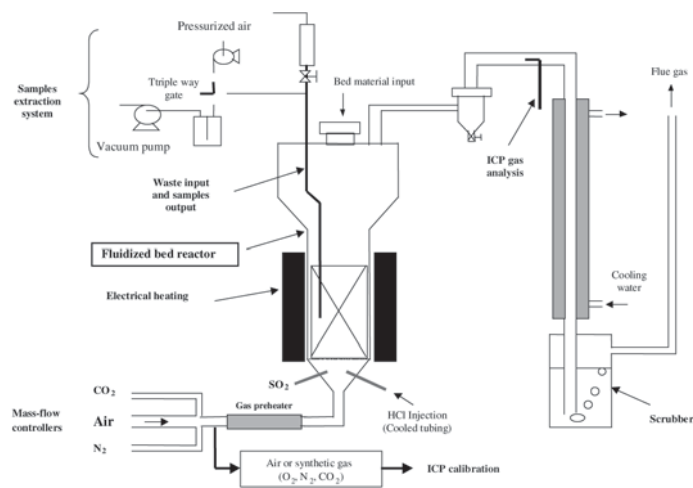 Pressurized air
Samples
extraction
system
Ttriple way
gate
Vacuum pump
Bed material input
Flue gas
ICP gas
analysis
Waste input
and samples
output
Fluidized bed reactor
Electrical heating
Cooling
water
SO₂
HCl Injection
(Cooled tubing)
Scrubber
CO₂
Mass-flow
controllers
Air
N₂
Gas preheater
Air or synthetic gas
(O₂, N₂, CO₂)
ICP calibration